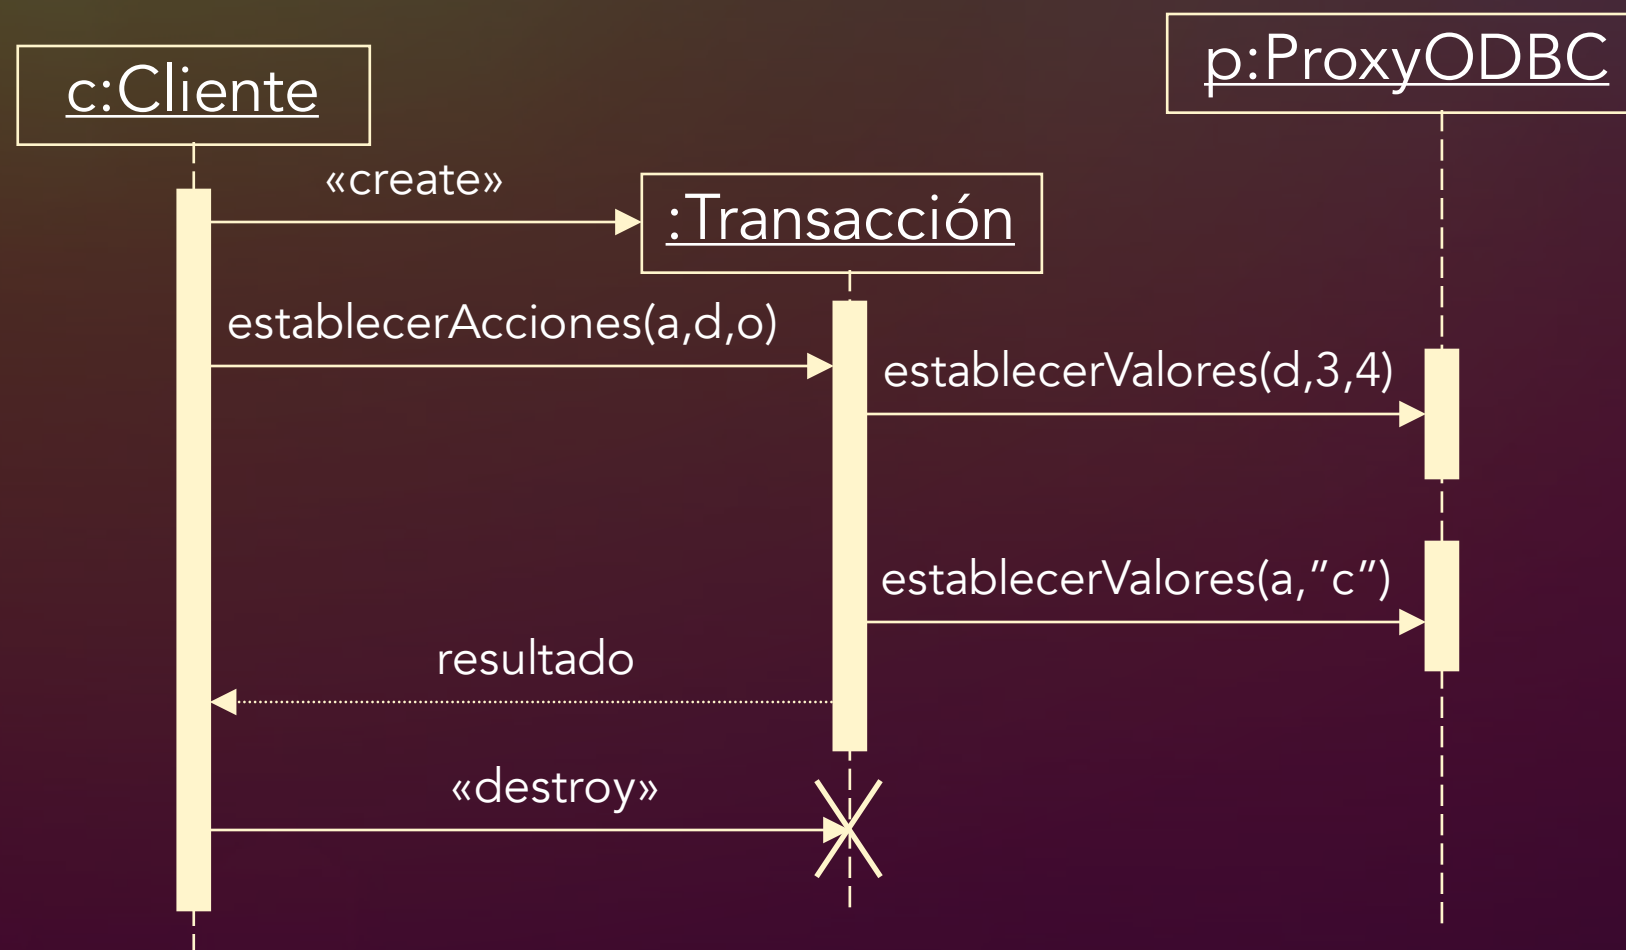 c:Cliente
p:ProxyODBC
«create»
:Transacción
establecerAcciones(a,d,o)
establecerValores(d,3,4)
establecerValores(a,"c")
resultado
«destroy»